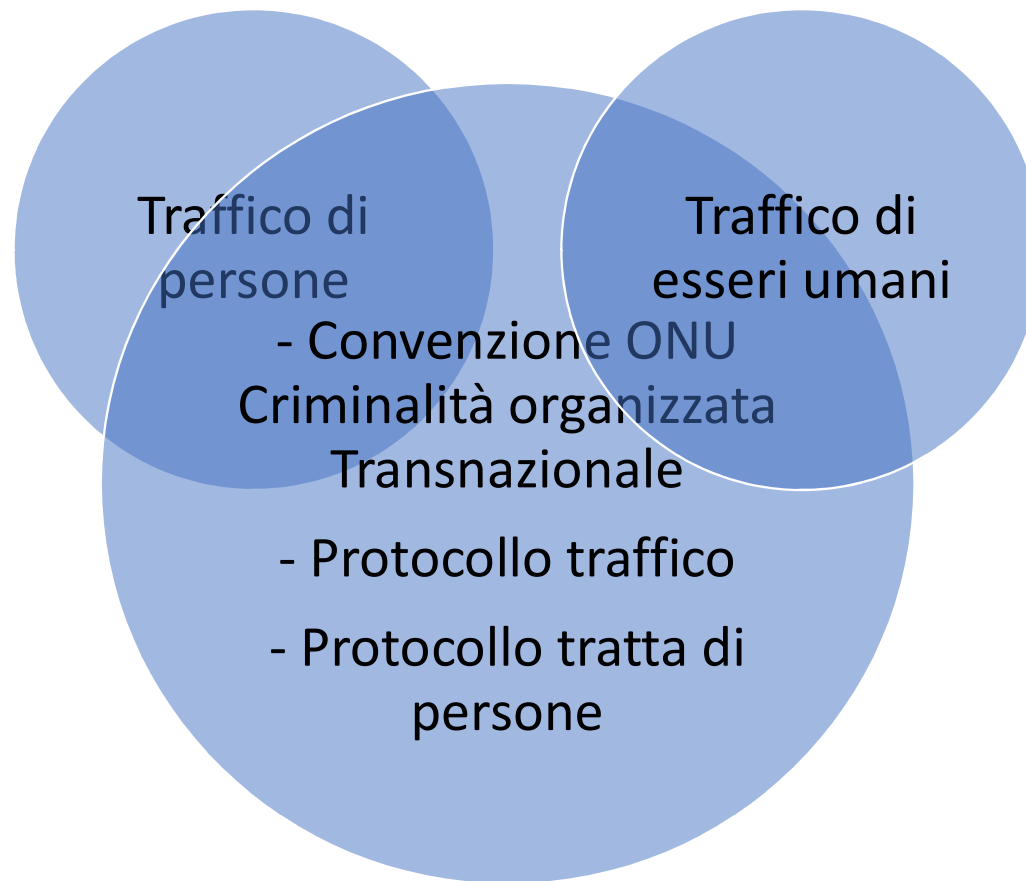 Traffico di
persone
Traffico di
esseri umani
- Convenzione ONU
Criminalità organizzata
Transnazionale
- Protocollo traffico
- Protocollo tratta di
persone